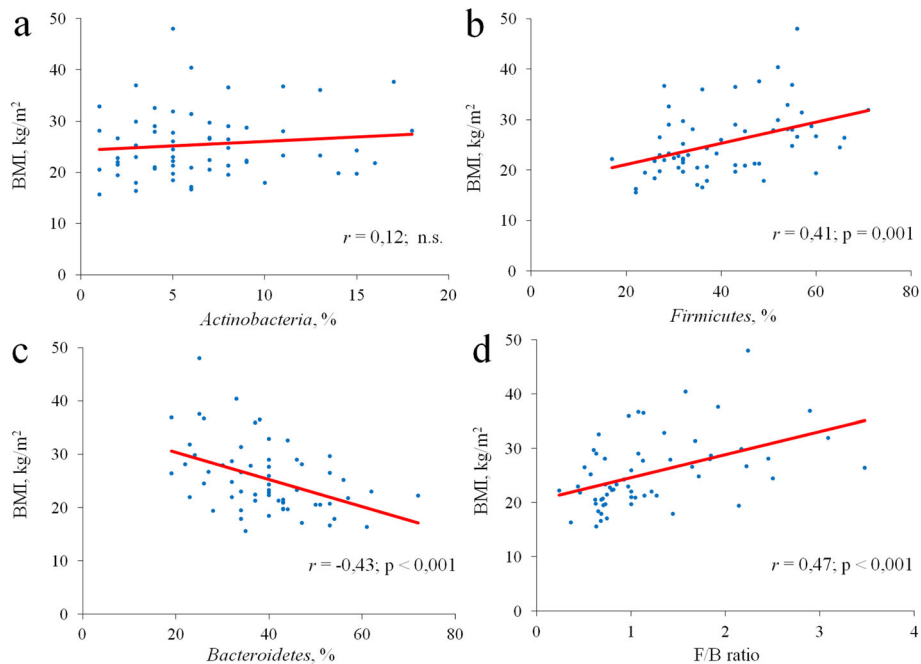 a
BMI, kg/m²
50
40
30
20
10
0
r = 0,12; n.s.
0 5 10 15 20
Actinobacteria, %
b
BMI, kg/m²
50
40
30
20
10
0
r = 0,41; p = 0,001
0 20 40 60 80
Firmicutes, %
c
BMI, kg/m²
50
40
30
20
10
0
r = -0,43; p < 0,001
0 20 40 60 80
Bacteroidetes, %
d
BMI, kg/m²
50
40
30
20
10
0
r = 0,47; p < 0,001
0 1 2 3 4
F/B ratio